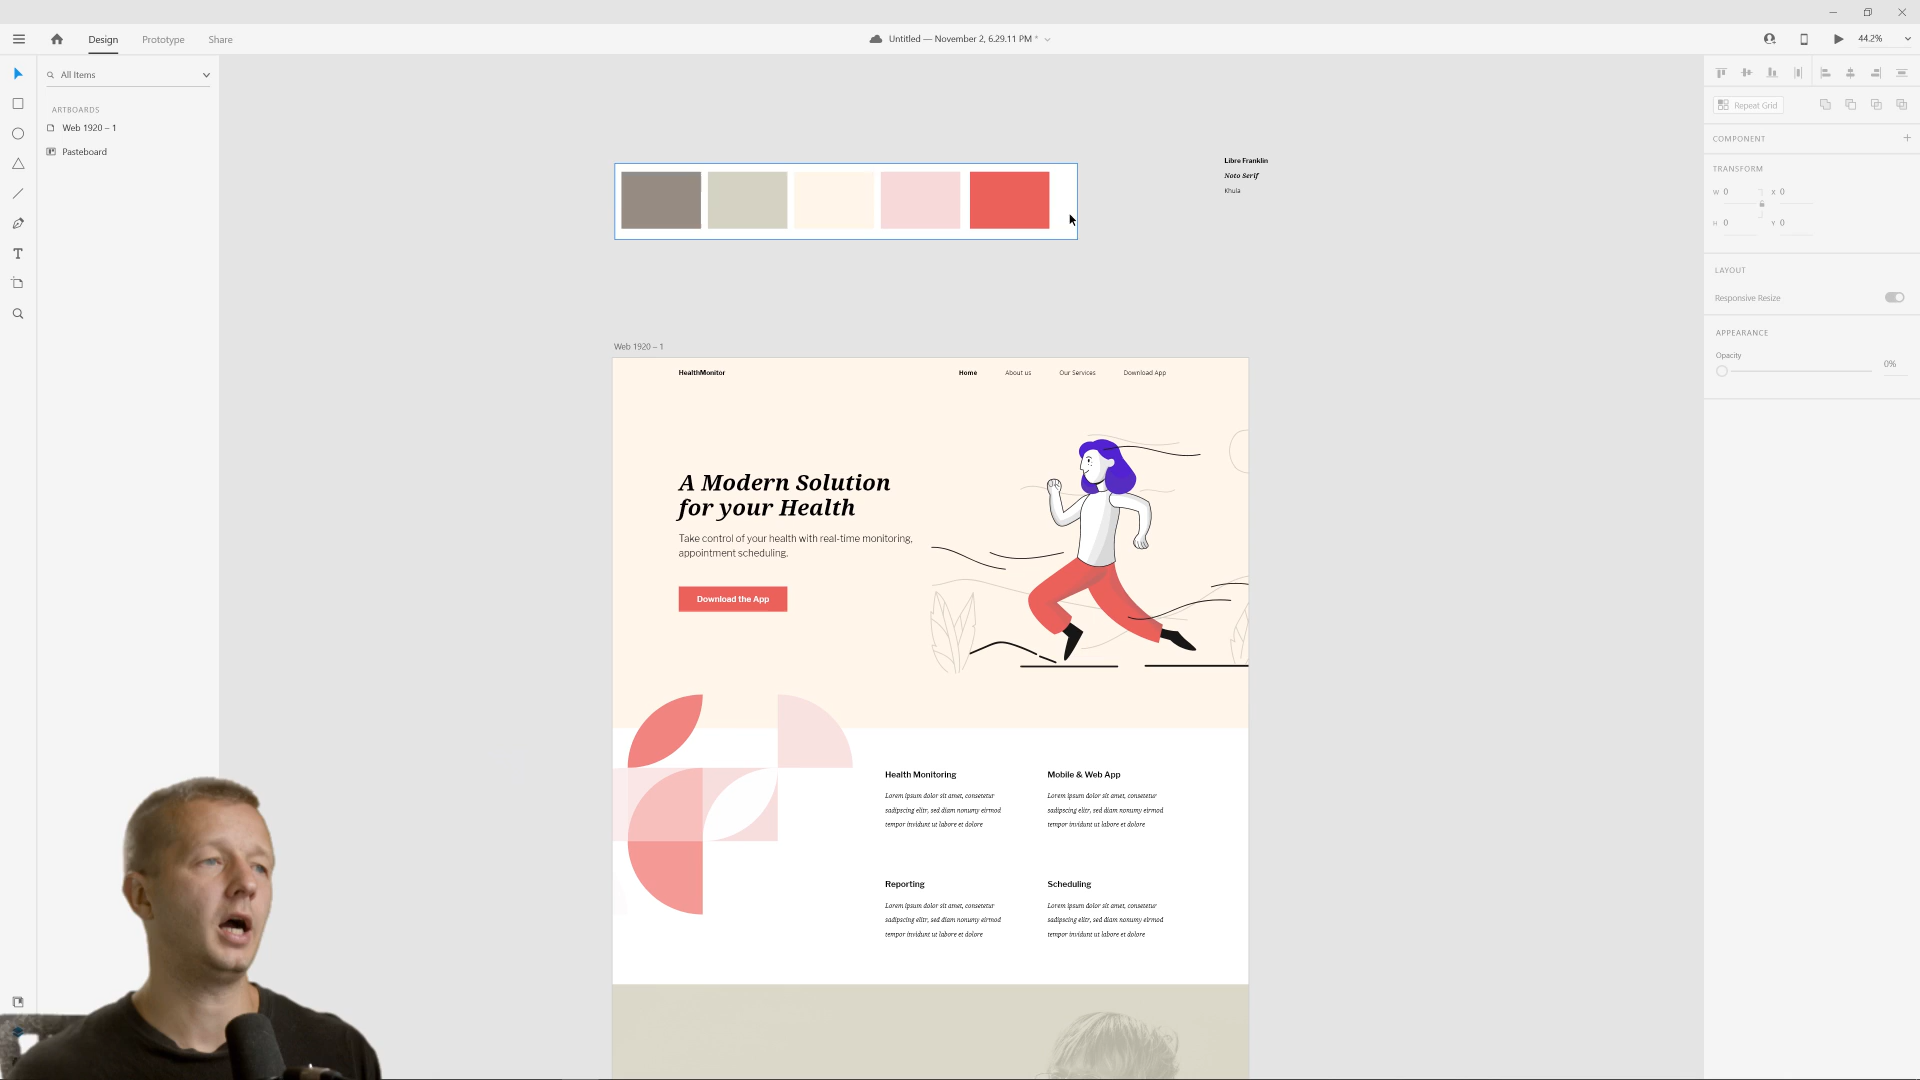 Design
Prototype
Share
Untitled — November 2, 6.29.11 PM *
44.2%
All Items
ARTBOARDS
Web 1920 – 1
Pasteboard
Repeat Grid
COMPONENT
TRANSFORM
W 0
X 0
H 0
Y 0
LAYOUT
Responsive Resize
APPEARANCE
Opacity
0%
Libre Franklin
Noto Serif
Khula
Web 1920 – 1
HealthMonitor
Home
About us
Our Services
Download App
A Modern Solution
for your Health
Take control of your health with real-time monitoring,
appointment scheduling.
Download the App
Health Monitoring
Lorem ipsum dolor sit amet, consetetur
sadipscing elitr, sed diam nonumy eirmod
tempor invidunt ut labore et dolore
Mobile & Web App
Lorem ipsum dolor sit amet, consetetur
sadipscing elitr, sed diam nonumy eirmod
tempor invidunt ut labore et dolore
Reporting
Lorem ipsum dolor sit amet, consetetur
sadipscing elitr, sed diam nonumy eirmod
tempor invidunt ut labore et dolore
Scheduling
Lorem ipsum dolor sit amet, consetetur
sadipscing elitr, sed diam nonumy eirmod
tempor invidunt ut labore et dolore